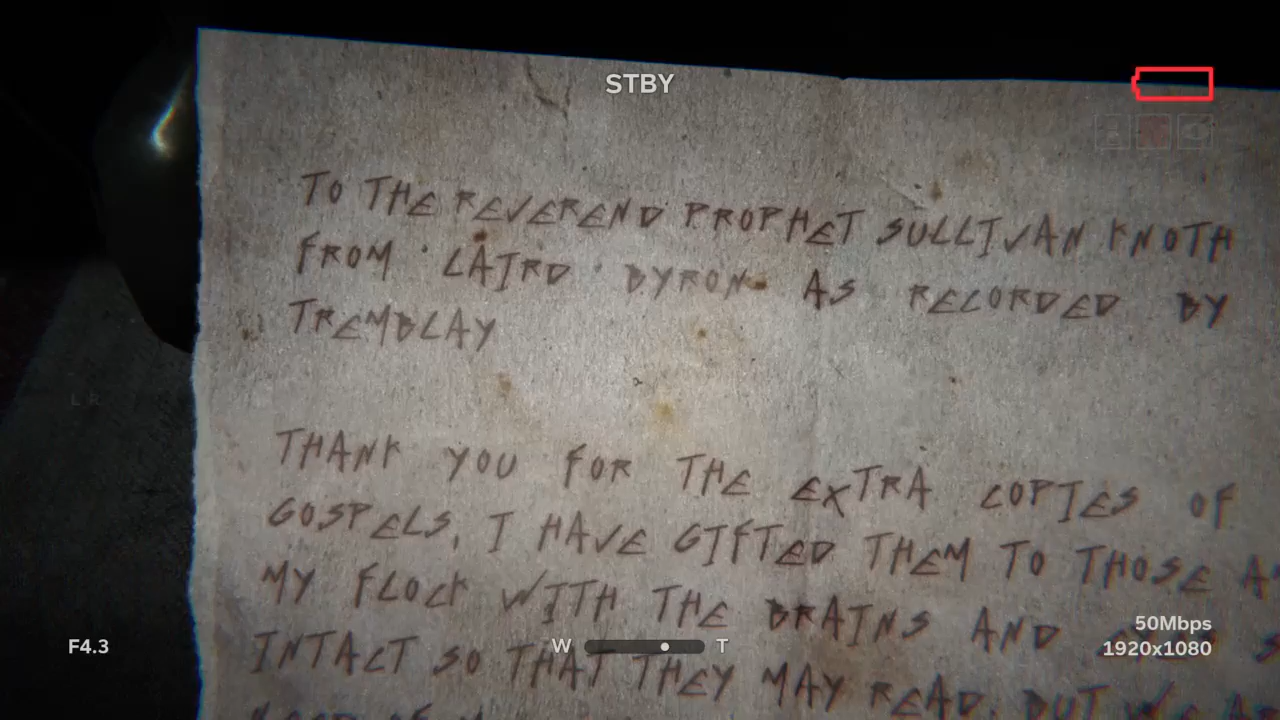 STBY
TO THE REVEREND PROPHET SULLIVAN KNOTH
FROM LAIRD BYRON AS RECORDED BY
TREMBLAY
THANK YOU FOR THE EXTRA COPIES OF
GOSPELS, I HAVE GIFTED THEM TO THOSE
MY FLOCK WITH THE BRAINS AND
INTACT SO THAT THEY MAY READ. BUT
F4.3
W T
50Mbps
1920x1080